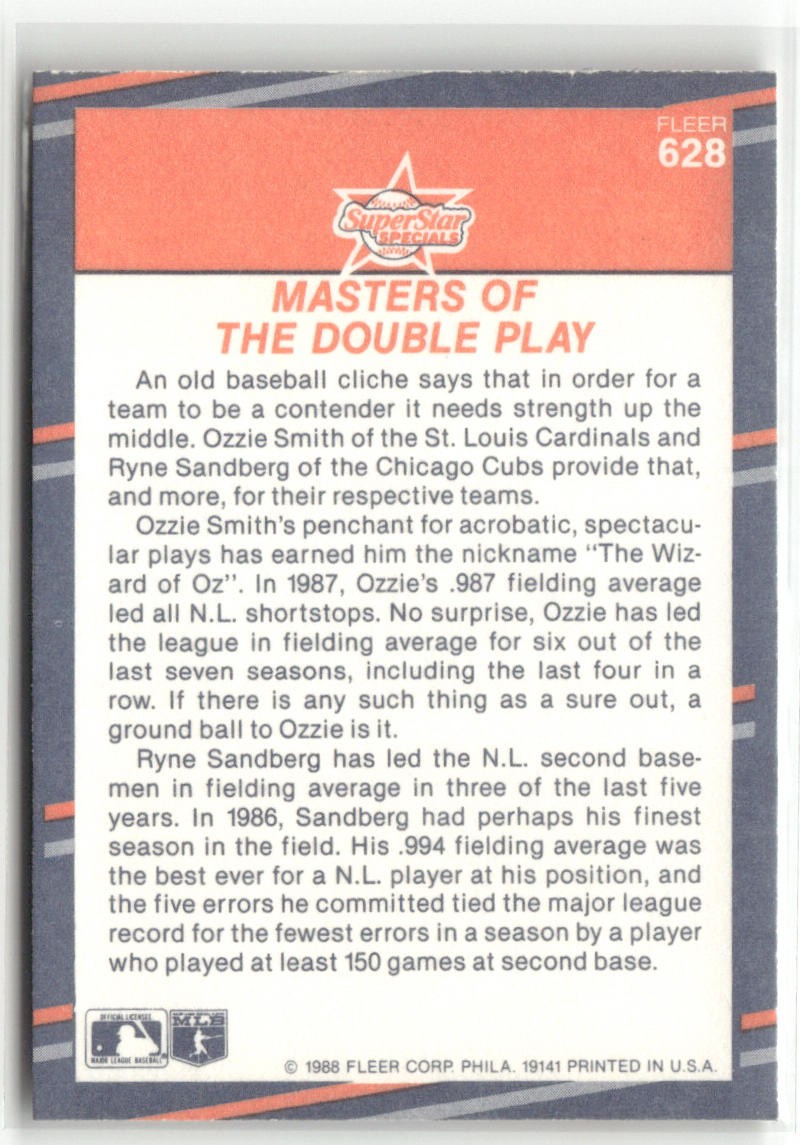 FLEER
628
SuperStar
SPECIALS
MASTERS OF
THE DOUBLE PLAY
An old baseball cliche says that in order for a
team to be a contender it needs strength up the
middle. Ozzie Smith of the St. Louis Cardinals and
Ryne Sandberg of the Chicago Cubs provide that,
and more, for their respective teams.
Ozzie Smith's penchant for acrobatic, spectacu-
lar plays has earned him the nickname "The Wiz-
ard of Oz". In 1987, Ozzie's .987 fielding average
led all N.L. shortstops. No surprise, Ozzie has led
the league in fielding average for six out of the
last seven seasons, including the last four in a
row. If there is any such thing as a sure out, a
ground ball to Ozzie is it.
Ryne Sandberg has led the N.L. second base-
men in fielding average in three of the last five
years. In 1986, Sandberg had perhaps his finest
season in the field. His .994 fielding average was
the best ever for a N.L. player at his position, and
the five errors he committed tied the major league
record for the fewest errors in a season by a player
who played at least 150 games at second base.
OFFICIAL LICENSEE
MAJOR LEAGUE BASEBALL
MLB
© 1988 FLEER CORP. PHILA. 19141 PRINTED IN U.S.A.